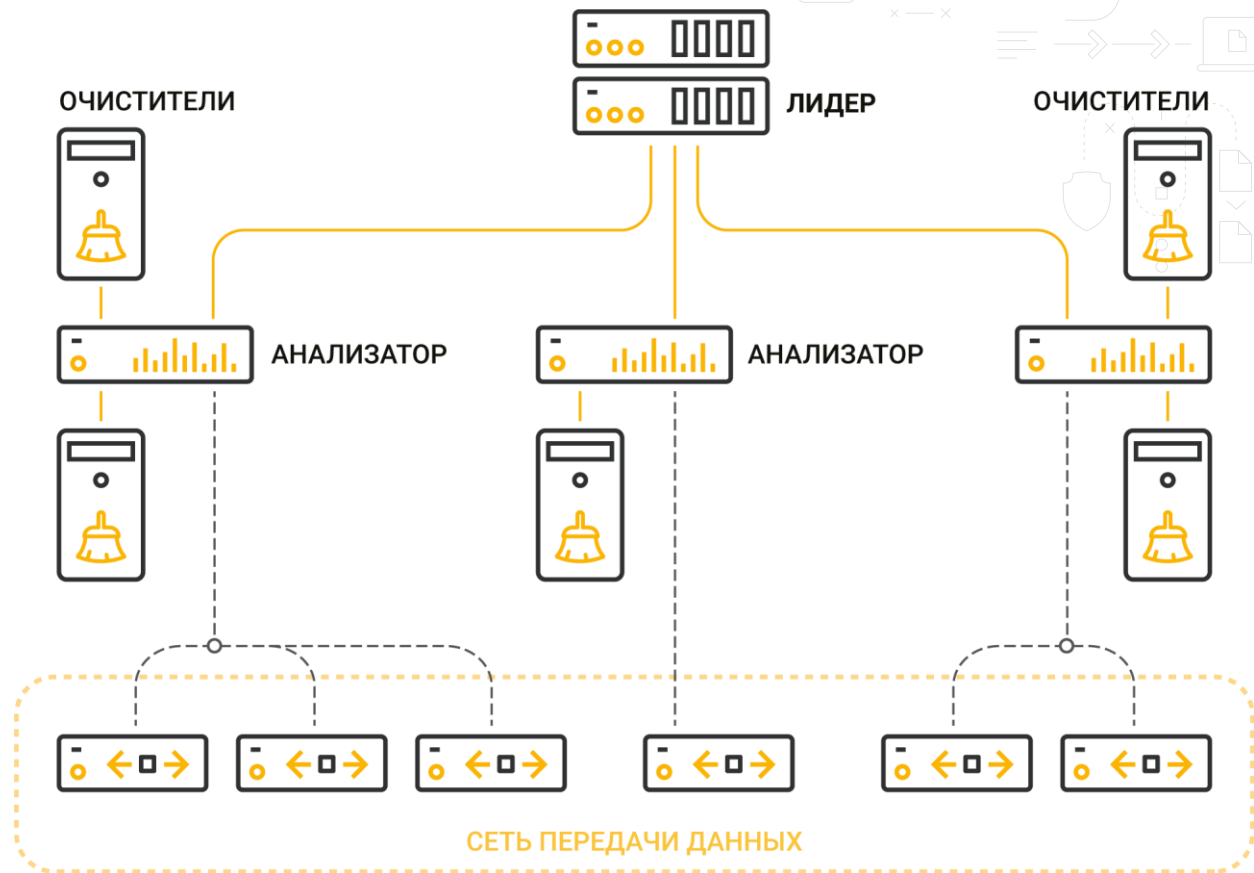 ЛИДЕР
ОЧИСТИТЕЛИ
ОЧИСТИТЕЛИ
АНАЛИЗАТОР
АНАЛИЗАТОР
СЕТЬ ПЕРЕДАЧИ ДАННЫХ